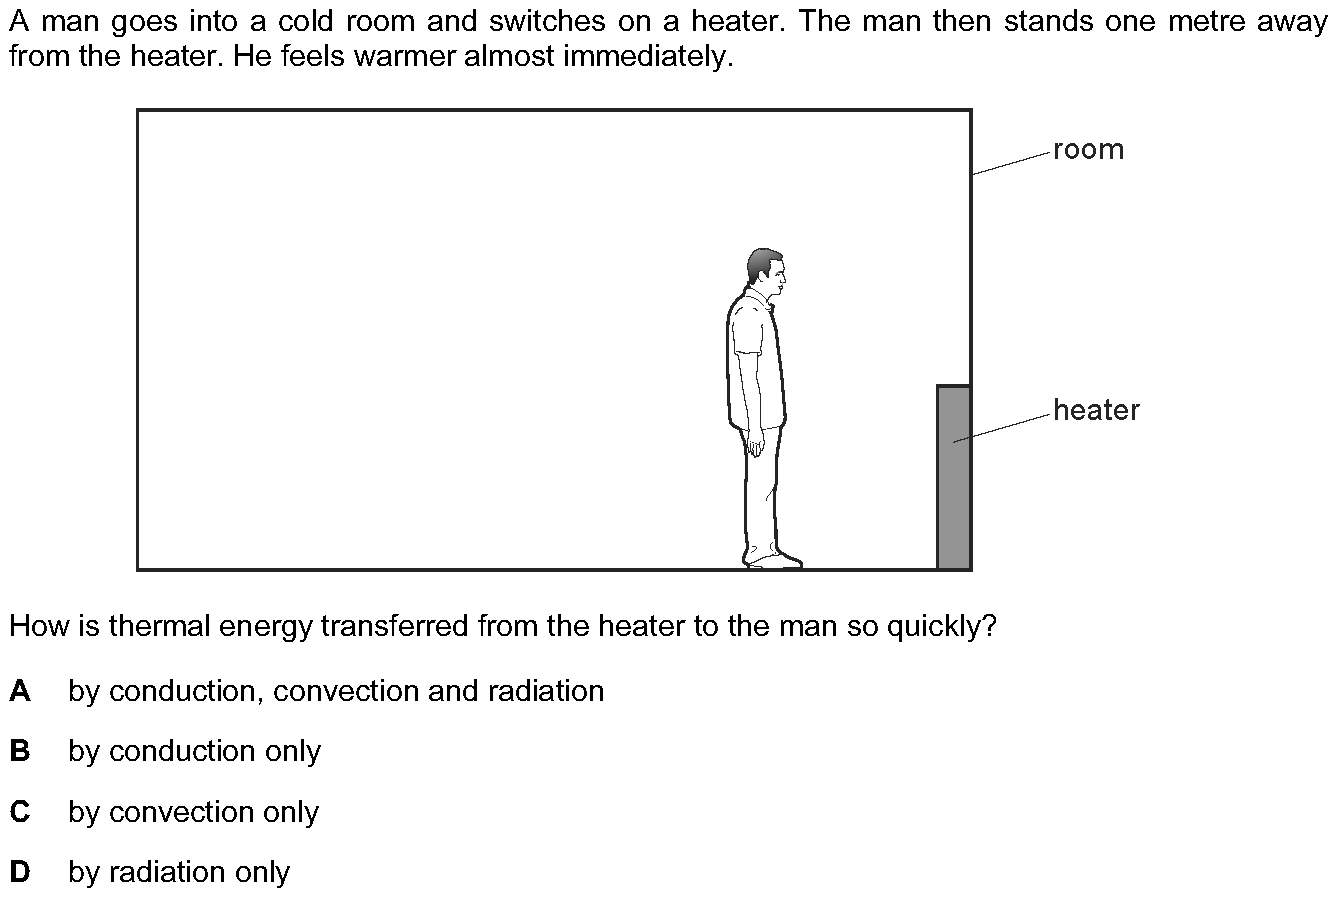 A man goes into a cold room and switches on a heater. The man then stands one metre away
from the heater. He feels warmer almost immediately.
room
heater
How is thermal energy transferred from the heater to the man so quickly?
A by conduction, convection and radiation
B by conduction only
C by convection only
D by radiation only